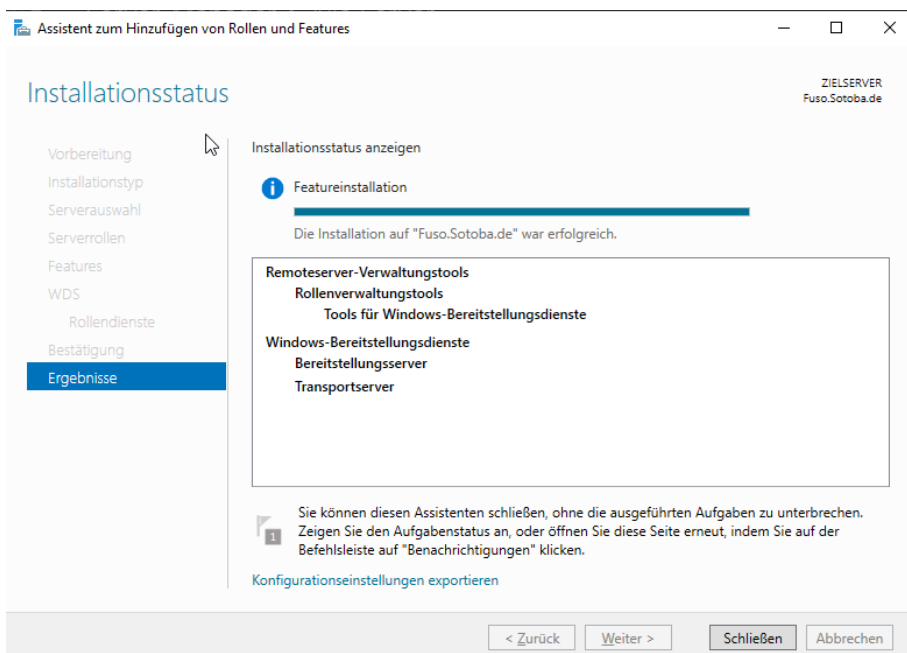 Assistent zum Hinzufügen von Rollen und Features
Installationsstatus
ZIELSERVER
Fuso.Sotoba.de
Vorbereitung
Installationstyp
Serverauswahl
Serverrollen
Features
WDS
Rollendienste
Bestätigung
Ergebnisse
Installationsstatus anzeigen
Featureinstallation
Die Installation auf "Fuso.Sotoba.de" war erfolgreich.
Remoteserver-Verwaltungstools
Rollenverwaltungstools
Tools für Windows-Bereitstellungsdienste
Windows-Bereitstellungsdienste
Bereitstellungsserver
Transportserver
1
Sie können diesen Assistenten schließen, ohne die ausgeführten Aufgaben zu unterbrechen.
Zeigen Sie den Aufgabenstatus an, oder öffnen Sie diese Seite erneut, indem Sie auf der
Befehlsleiste auf "Benachrichtigungen" klicken.
Konfigurationseinstellungen exportieren
< Zurück
Weiter >
Schließen
Abbrechen